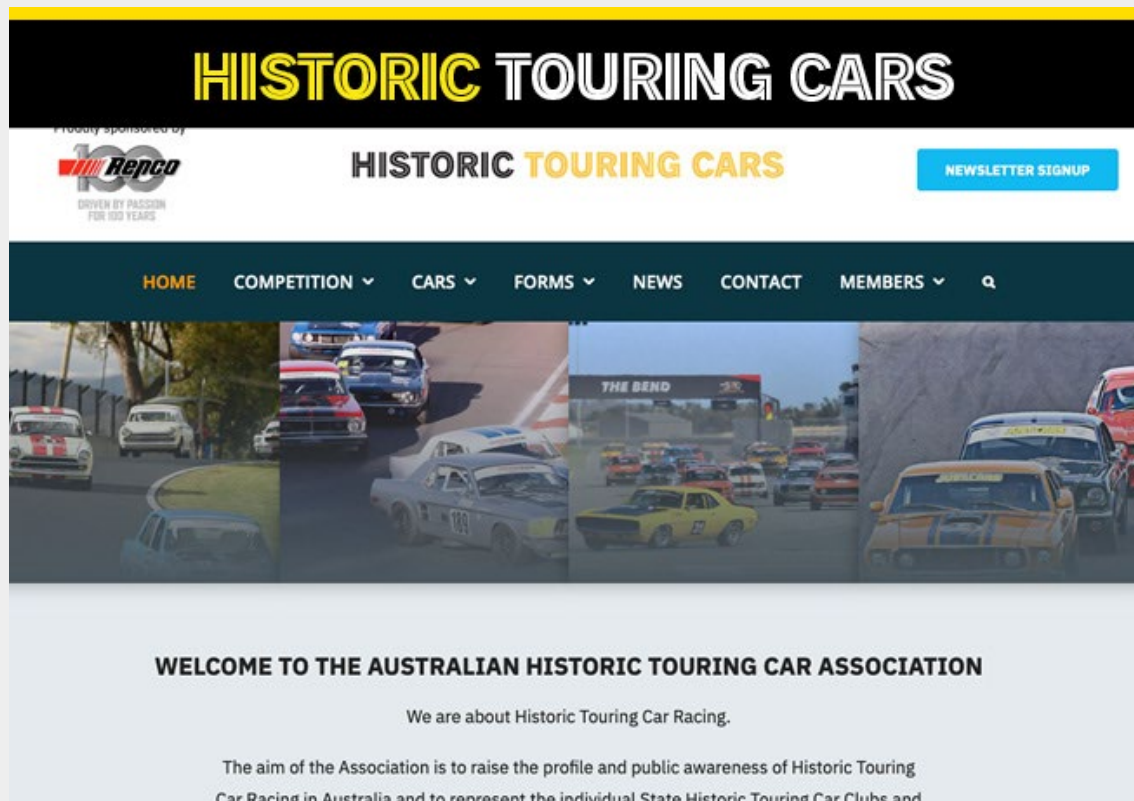 HISTORIC TOURING CARS
Proudly sponsored by
100
Repco
DRIVEN BY PASSION
FOR 100 YEARS
HISTORIC TOURING CARS
NEWSLETTER SIGNUP
HOME COMPETITION CARS FORMS NEWS CONTACT MEMBERS
THE BEND
189
WELCOME TO THE AUSTRALIAN HISTORIC TOURING CAR ASSOCIATION
We are about Historic Touring Car Racing.
The aim of the Association is to raise the profile and public awareness of Historic Touring
Car Racing in Australia and to represent the individual State Historic Touring Car Clubs and